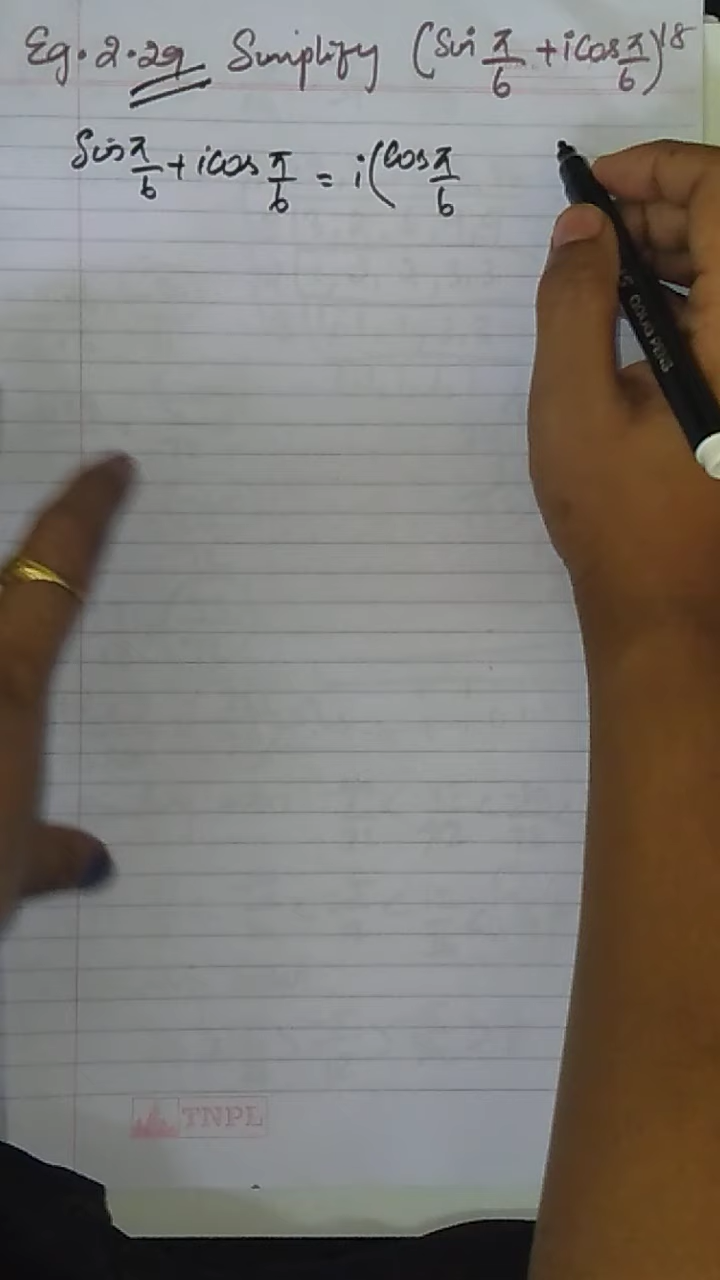 Eg. 2.29 Simplify (Sin π/6 + i Cos π/6)^18
Sin π/6 + i cos π/6 = i(Cos π/6
TNPL